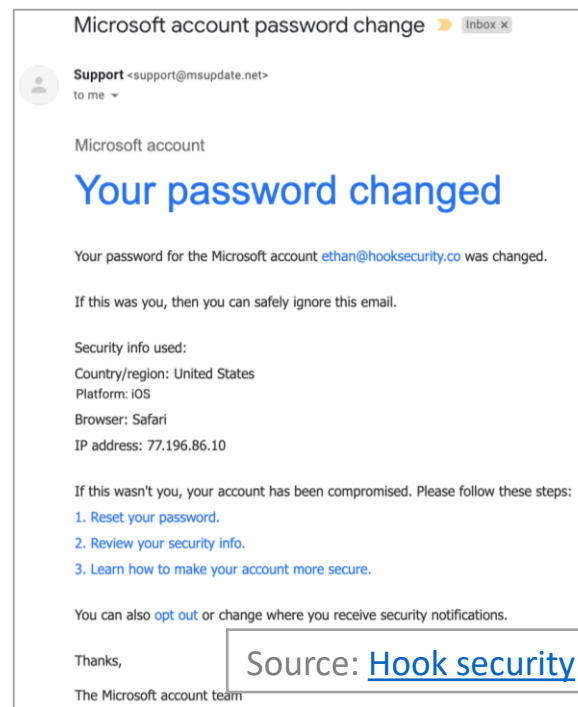 Microsoft account password change Inbox x
Support <support@msupdate.net>
to me
Microsoft account
Your password changed
Your password for the Microsoft account ethan@hooksecurity.co was changed.
If this was you, then you can safely ignore this email.
Security info used:
Country/region: United States
Platform: iOS
Browser: Safari
IP address: 77.196.86.10
If this wasn't you, your account has been compromised. Please follow these steps:
1. Reset your password.
2. Review your security info.
3. Learn how to make your account more secure.
You can also opt out or change where you receive security notifications.
Thanks,
Source: Hook security
The Microsoft account team